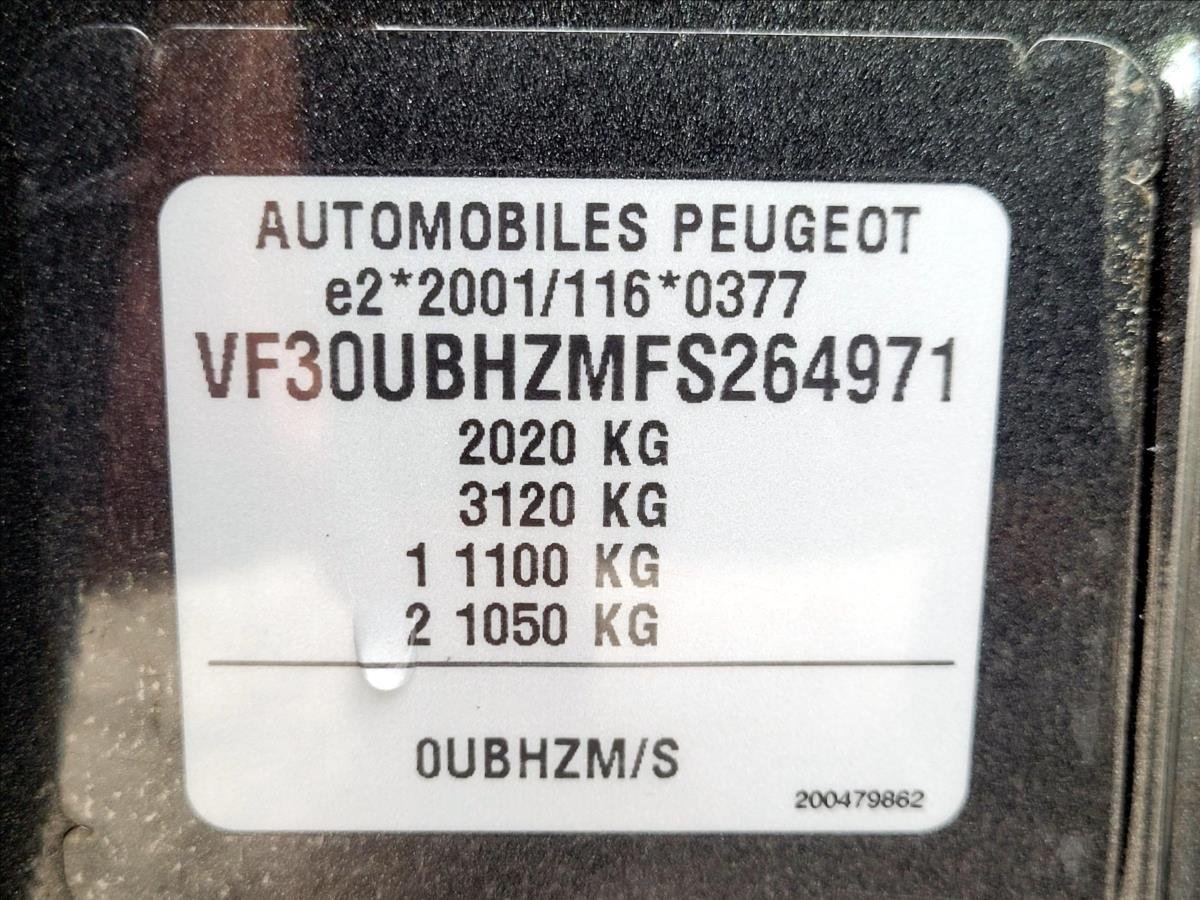 AUTOMOBILES PEUGEOT
e2*2001/116*0377
VF30UBHZMFS264971
2020 KG
3120 KG
1 1100 KG
2 1050 KG
0UBHZM/S
200479862